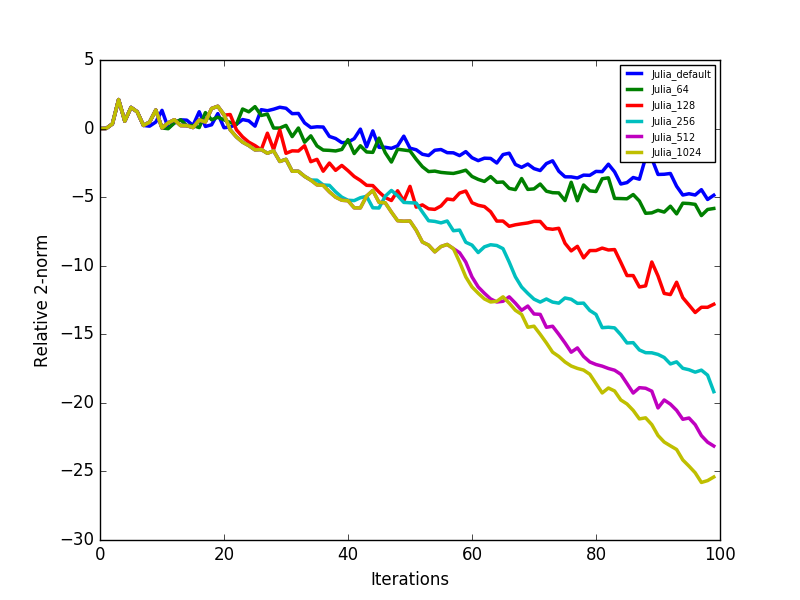 5
0
−5
−10
−15
−20
−25
−30
0 20 40 60 80 100
Relative 2-norm
Iterations
Julia_default
Julia_64
Julia_128
Julia_256
Julia_512
Julia_1024